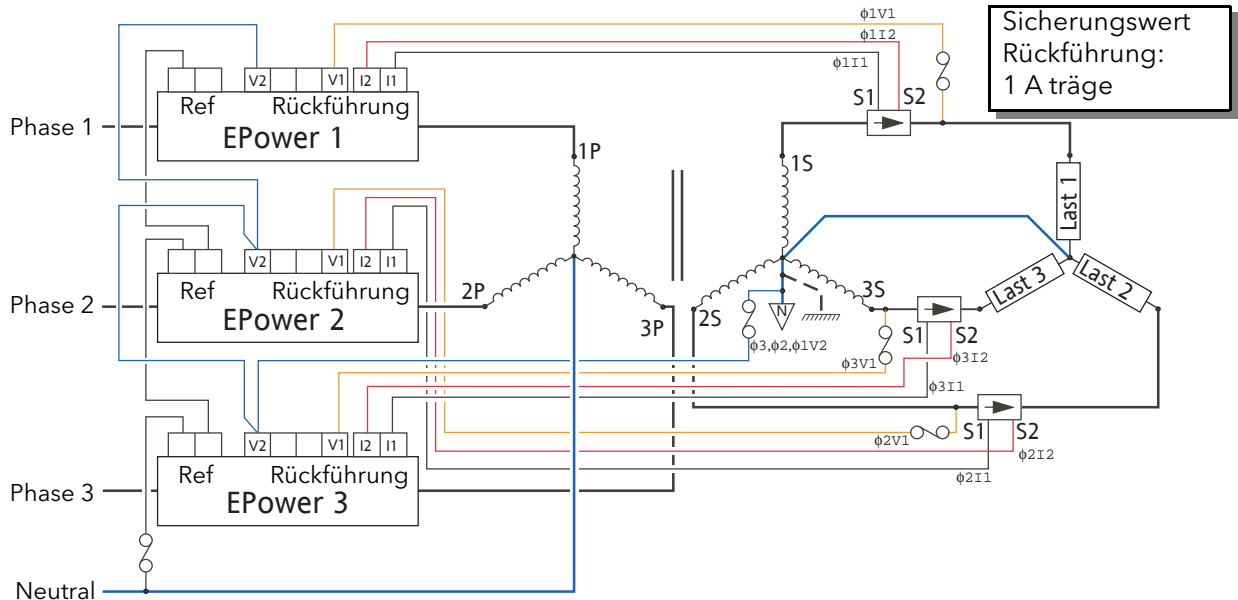 Sicherungswert
Rückführung:
1 A träge
ϕ1V1
ϕ1I2
ϕ1I1
S1 S2
V2 V1 I2 I1
Ref Rückführung
Phase 1
EPower 1
1P
1S
Last 1
V2 V1 I2 I1
Ref Rückführung
Phase 2
EPower 2
2P
3P
2S
3S
N
Last 3
Last 2
S1 S2
ϕ3,ϕ2,ϕ1V2
ϕ3V1
ϕ3I2
ϕ3I1
V2 V1 I2 I1
Ref Rückführung
Phase 3
EPower 3
S1 S2
ϕ2V1
ϕ2I2
ϕ2I1
Neutral